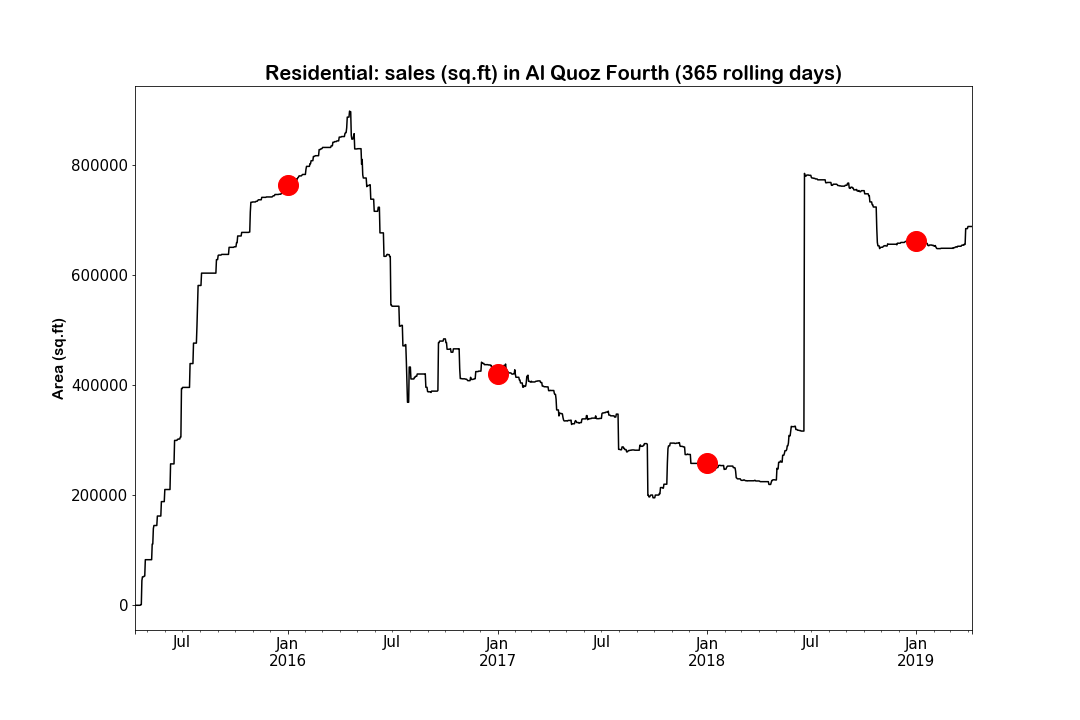 Residential: sales (sq.ft) in Al Quoz Fourth (365 rolling days)
Area (sq.ft)
800000
600000
400000
200000
0
Jul
Jan
2016
Jul
Jan
2017
Jul
Jan
2018
Jul
Jan
2019